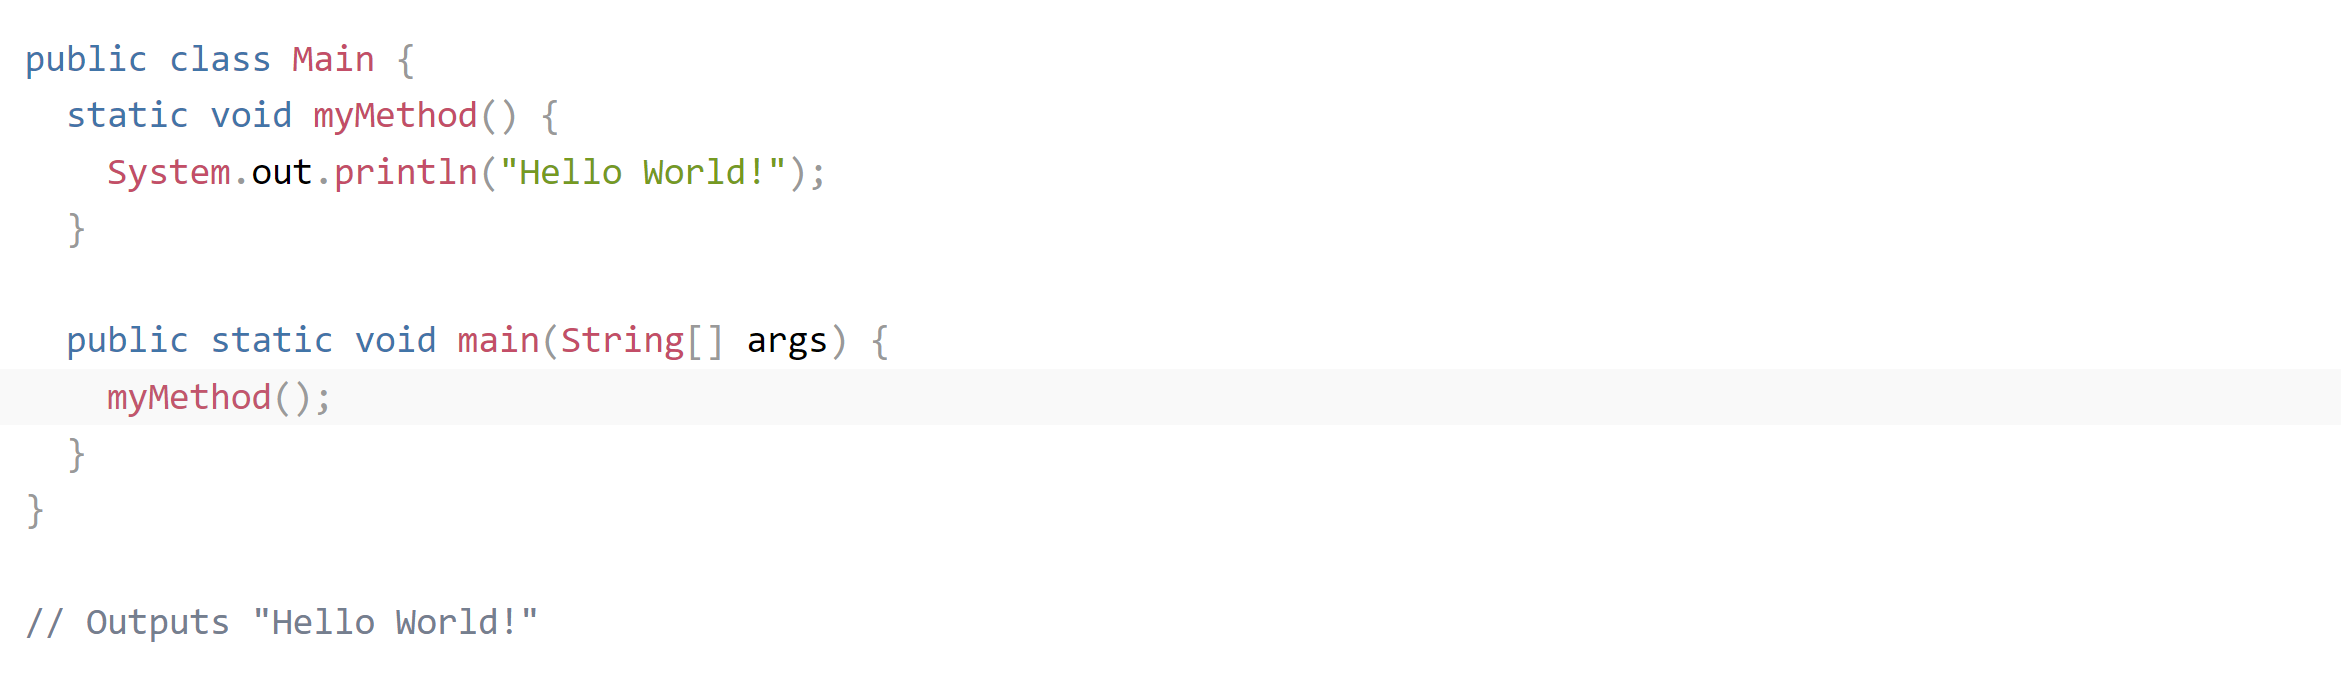 public class Main {
  static void myMethod() {
    System.out.println("Hello World!");
  }

  public static void main(String[] args) {
    myMethod();
  }
}

// Outputs "Hello World!"